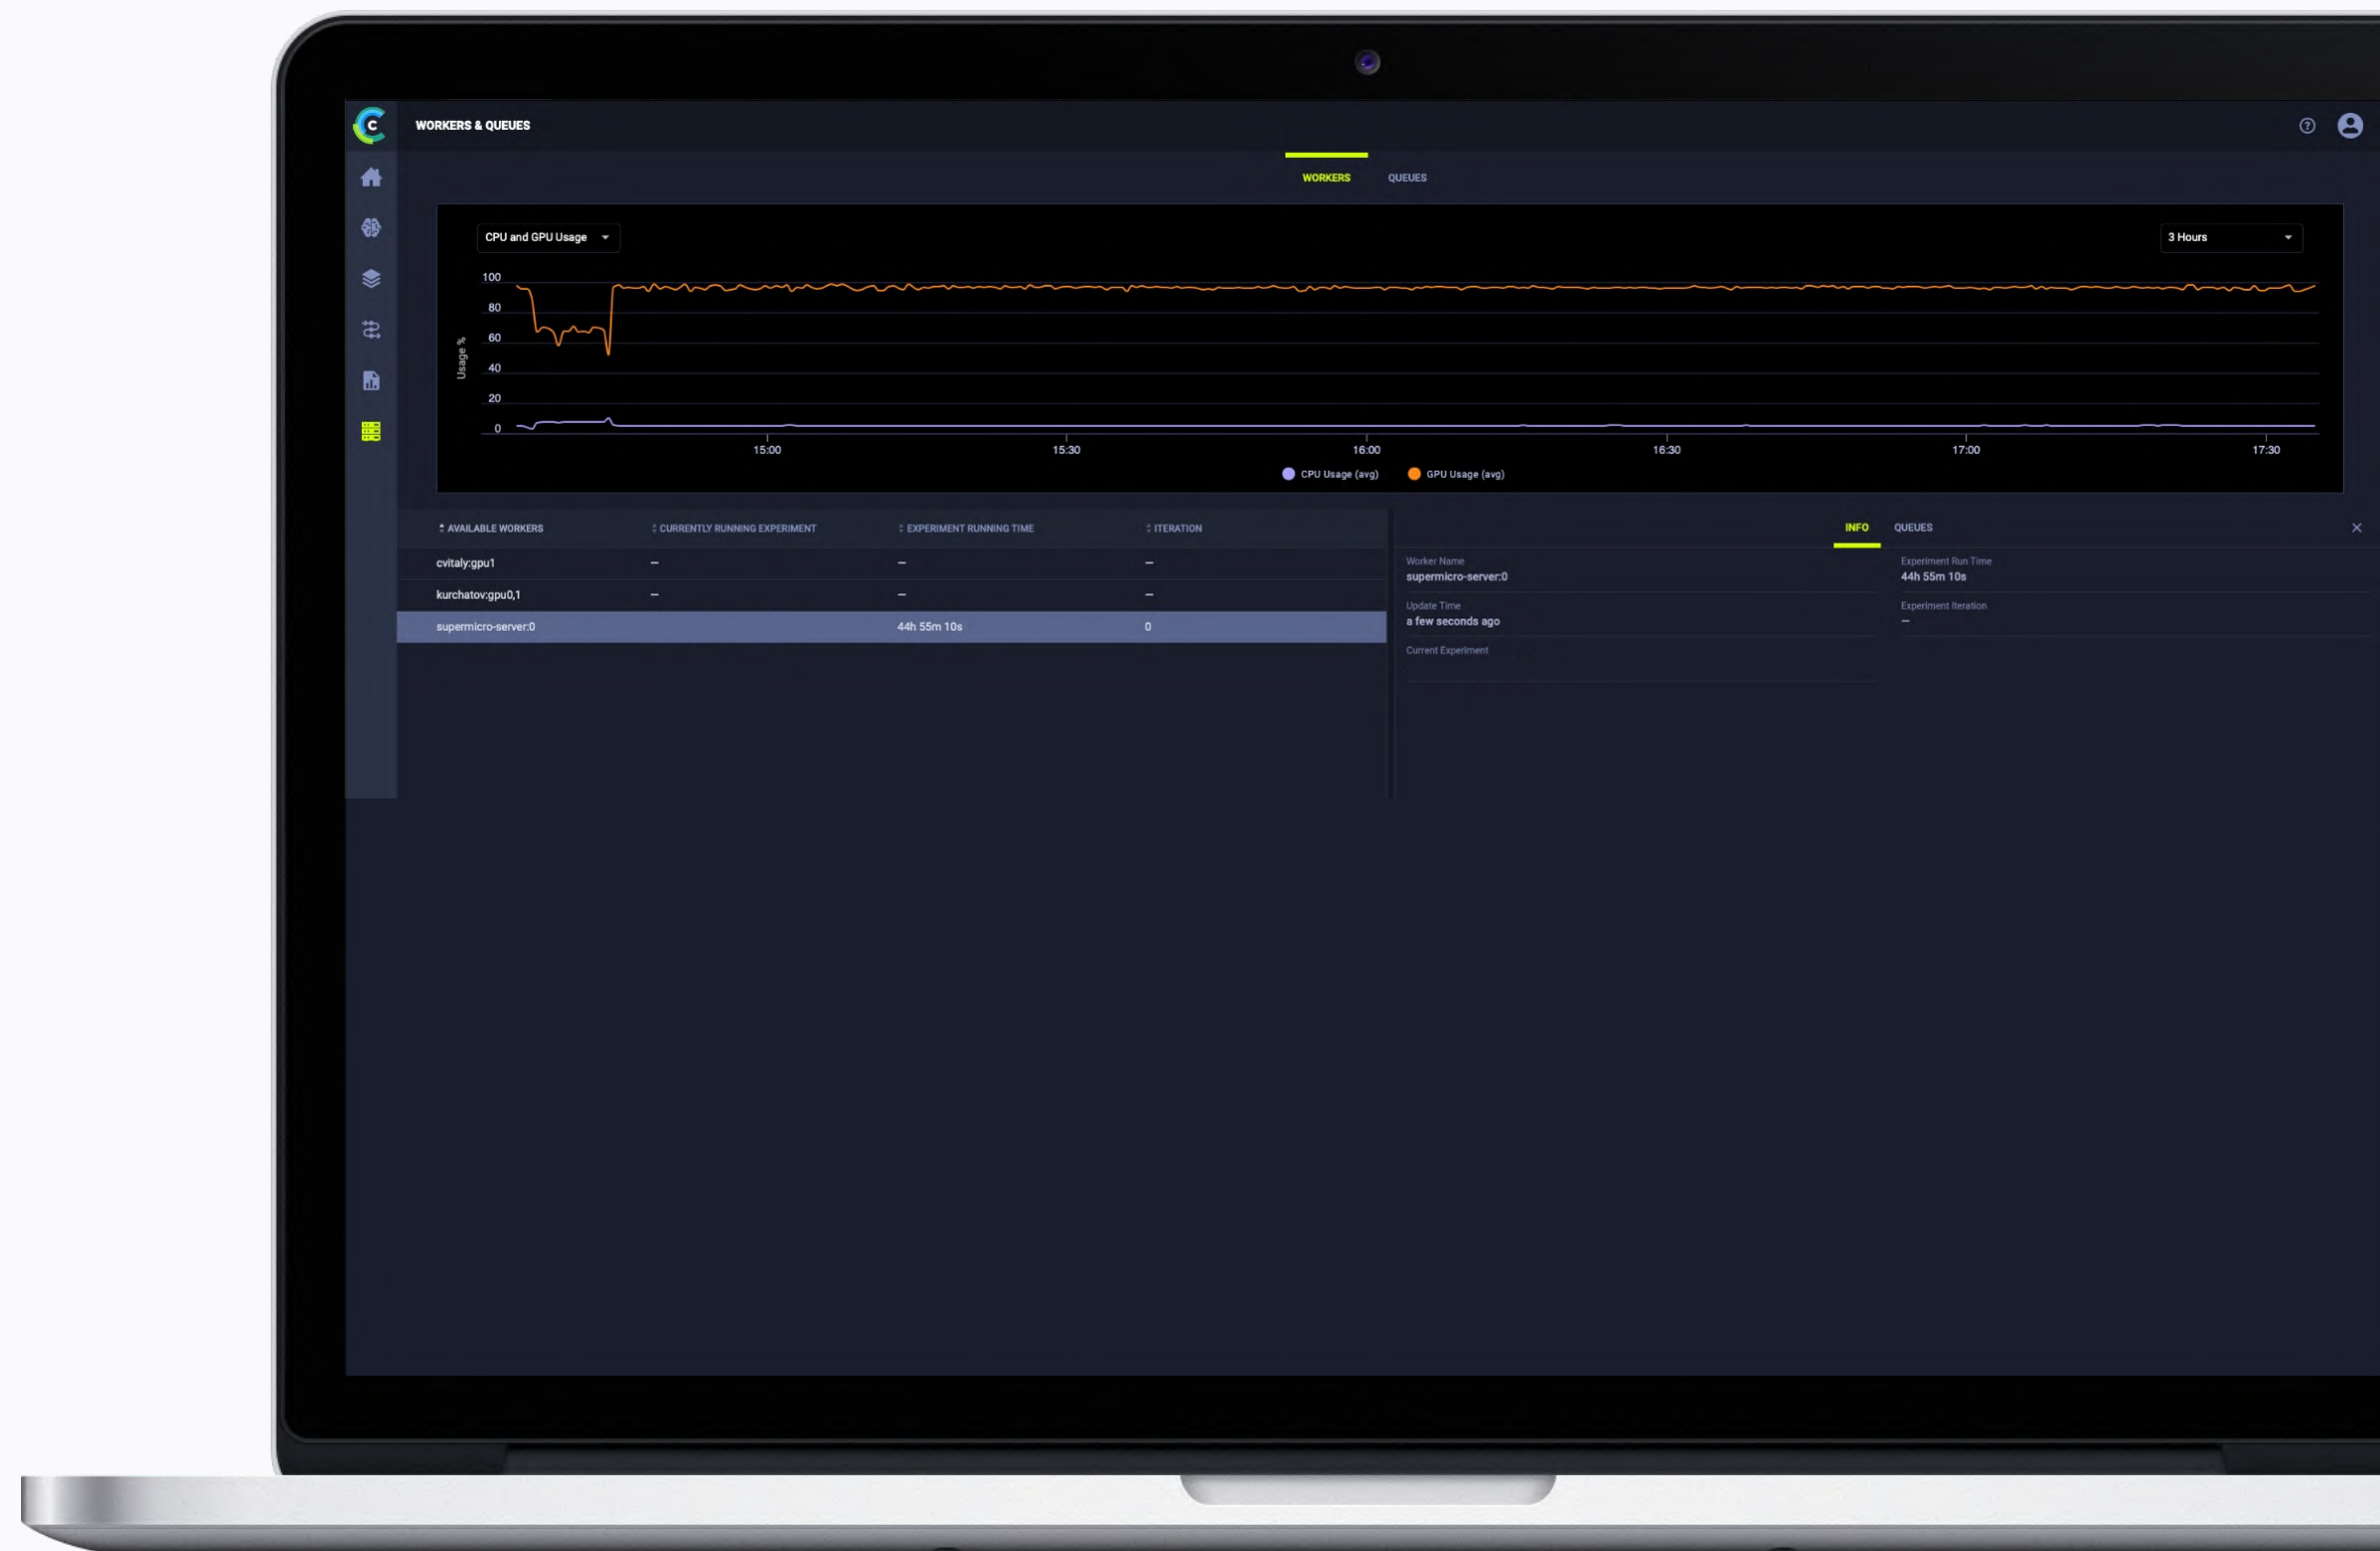 C WORKERS & QUEUES ?
WORKERS QUEUES
CPU and GPU Usage 3 Hours
100
80
60
40
20
0
Usage %
15:00 15:30 16:00 16:30 17:00 17:30
CPU Usage (avg) GPU Usage (avg)
AVAILABLE WORKERS CURRENTLY RUNNING EXPERIMENT EXPERIMENT RUNNING TIME ITERATION
cvitaly:gpu1 – – –
kurchatov:gpu0,1 – – –
supermicro-server:0 44h 55m 10s 0
INFO QUEUES
Worker Name
supermicro-server:0
Experiment Run Time
44h 55m 10s
Update Time
a few seconds ago
Experiment Iteration
–
Current Experiment